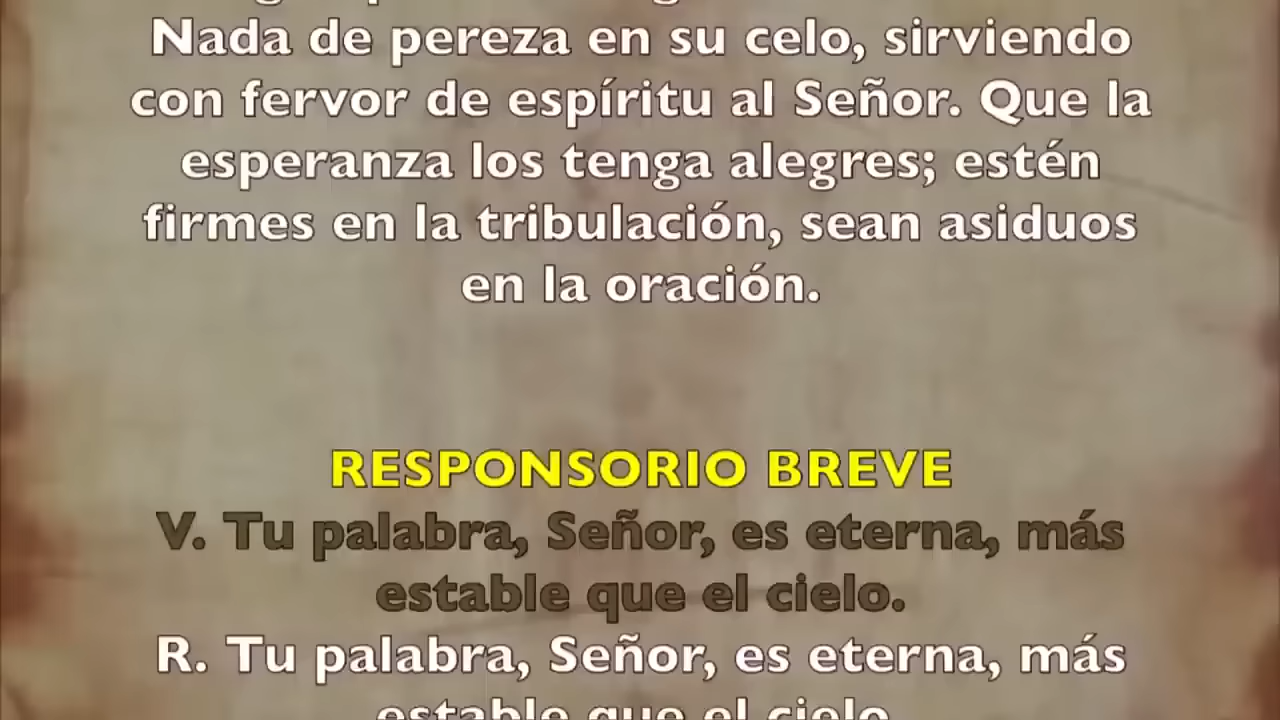 Nada de pereza en su celo, sirviendo
con fervor de espíritu al Señor. Que la
esperanza los tenga alegres; estén
firmes en la tribulación, sean asiduos
en la oración.
RESPONSORIO BREVE
V. Tu palabra, Señor, es eterna, más
estable que el cielo.
R. Tu palabra, Señor, es eterna, más
estable que el cielo